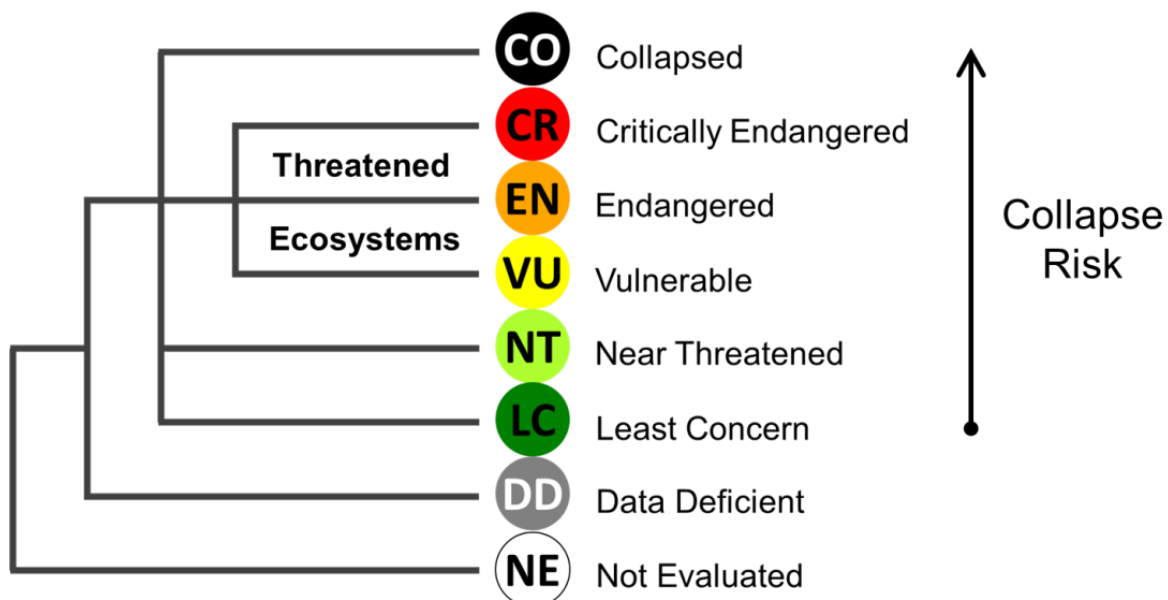 CO Collapsed
CR Critically Endangered
Threatened
EN Endangered
Ecosystems
VU Vulnerable
NT Near Threatened
LC Least Concern
DD Data Deficient
NE Not Evaluated
Collapse
Risk